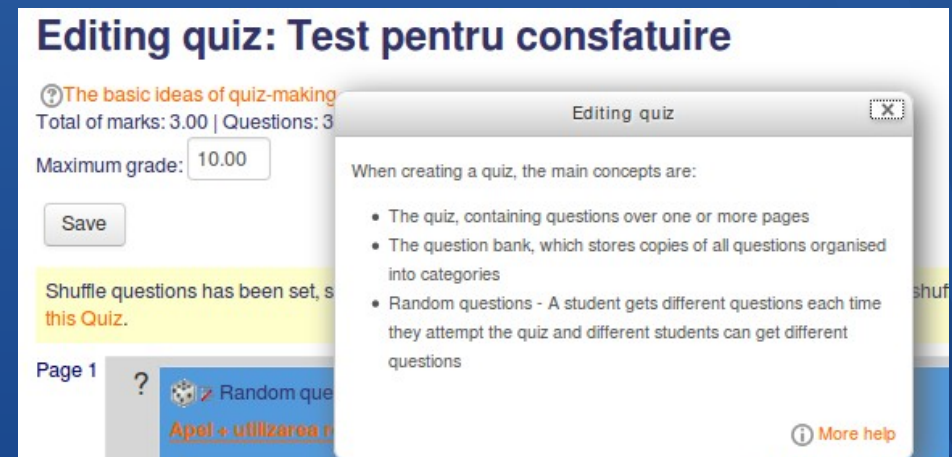 Editing quiz: Test pentru consfatuire
The basic ideas of quiz-making
Total of marks: 3.00 | Questions: 3
Maximum grade: 10.00
Save
Shuffle questions has been set, s
shuf
this Quiz.
Page 1
?
Random que
Apel + utilizarea r
Editing quiz
X
When creating a quiz, the main concepts are:
• The quiz, containing questions over one or more pages
• The question bank, which stores copies of all questions organised
into categories
• Random questions - A student gets different questions each time
they attempt the quiz and different students can get different
questions
More help